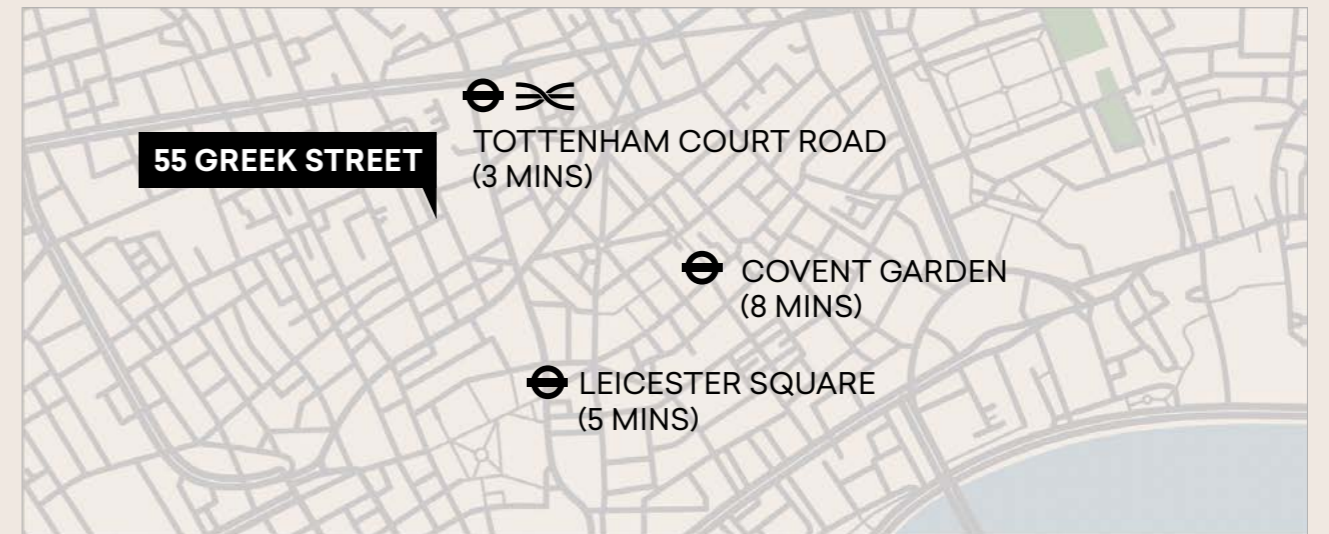 55 GREEK STREET
TOTTENHAM COURT ROAD
(3 MINS)
COVENT GARDEN
(8 MINS)
LEICESTER SQUARE
(5 MINS)